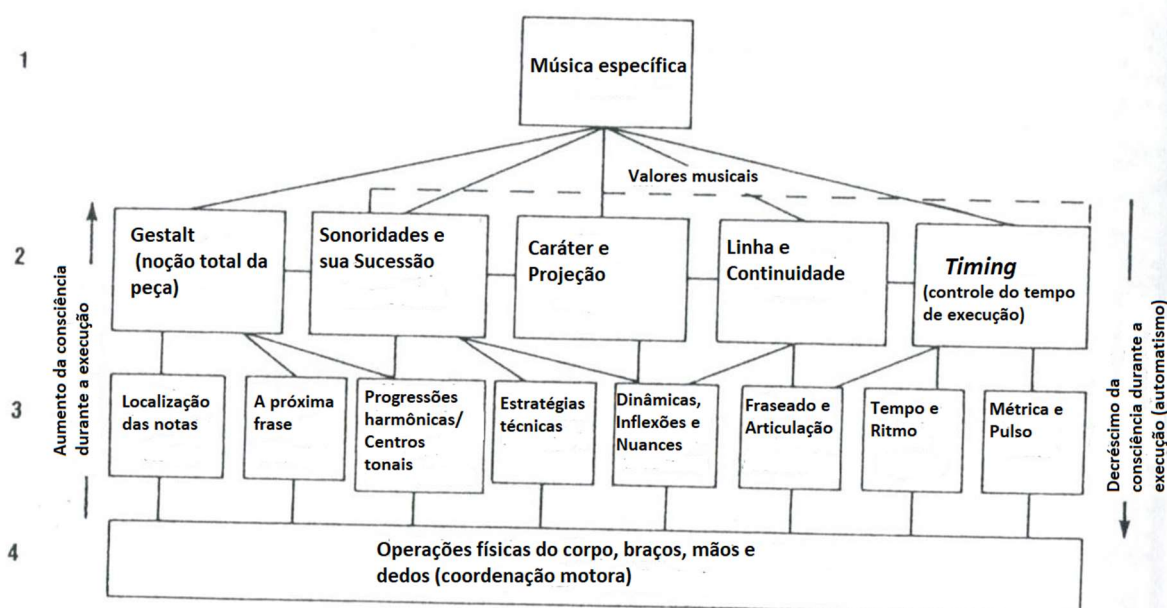 1
Música específica
Valores musicais
2
Gestalt
(noção total da
peça)
Sonoridades e
sua Sucessão
Caráter e
Projeção
Linha e
Continuidade
Timing
(controle do tempo
de execução)
Aumento da consciência
durante a execução
Decréscimo da
consciência durante a
execução (automatismo)
3
Localização
das notas
A próxima
frase
Progressões
harmônicas/
Centros
tonais
Estratégias
técnicas
Dinâmicas,
Inflexões e
Nuances
Fraseado e
Articulação
Tempo e
Ritmo
Métrica e
Pulso
4
Operações físicas do corpo, braços, mãos e
dedos (coordenação motora)